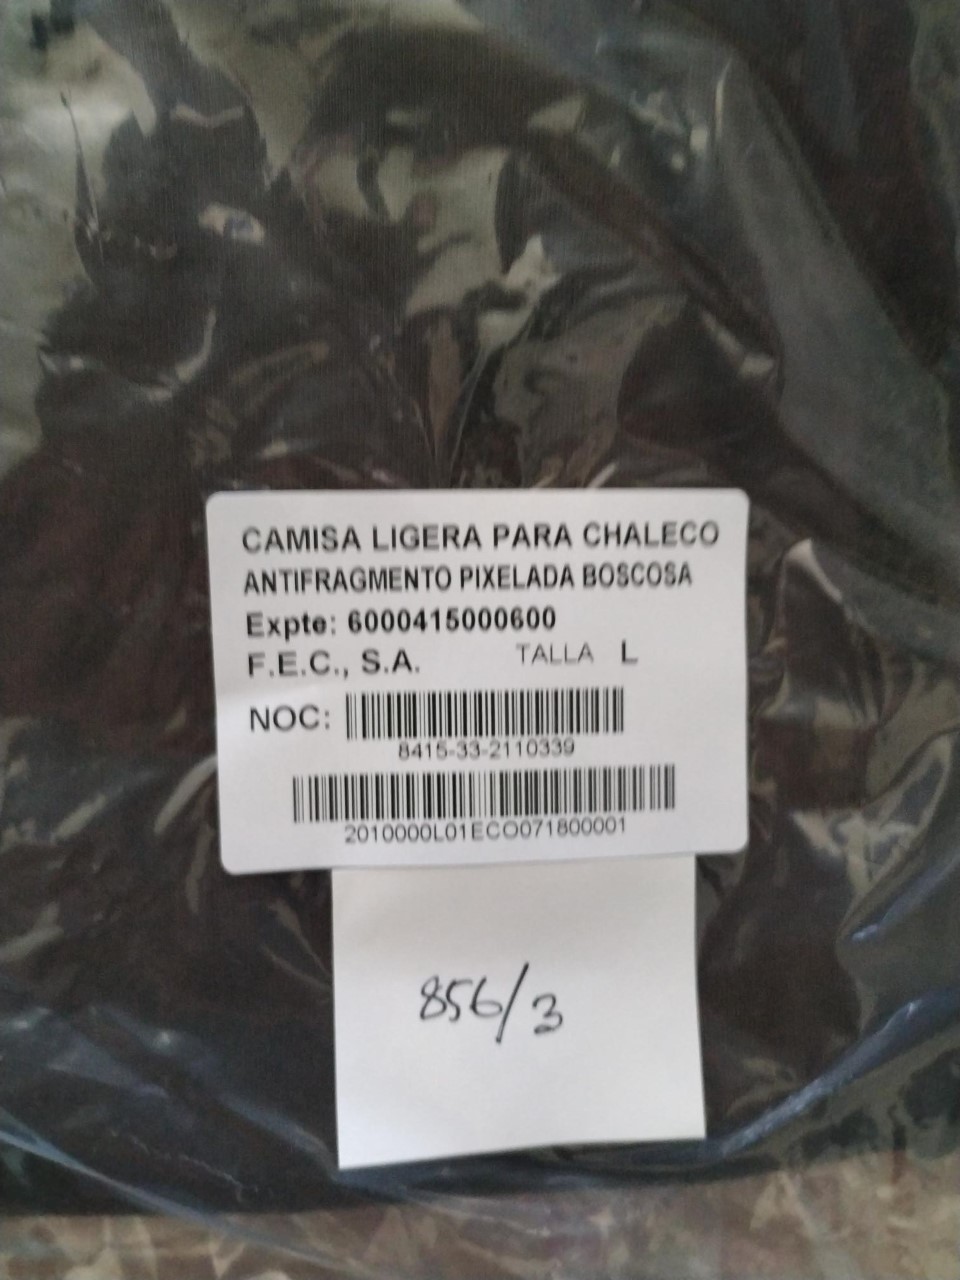 CAMISA LIGERA PARA CHALECO
ANTIFRAGMENTO PIXELADA BOSCOSA
Expte: 6000415000600
F.E.C., S.A. TALLA L
NOC:
8415-33-2110339
2010000L01ECO071800001
856/3